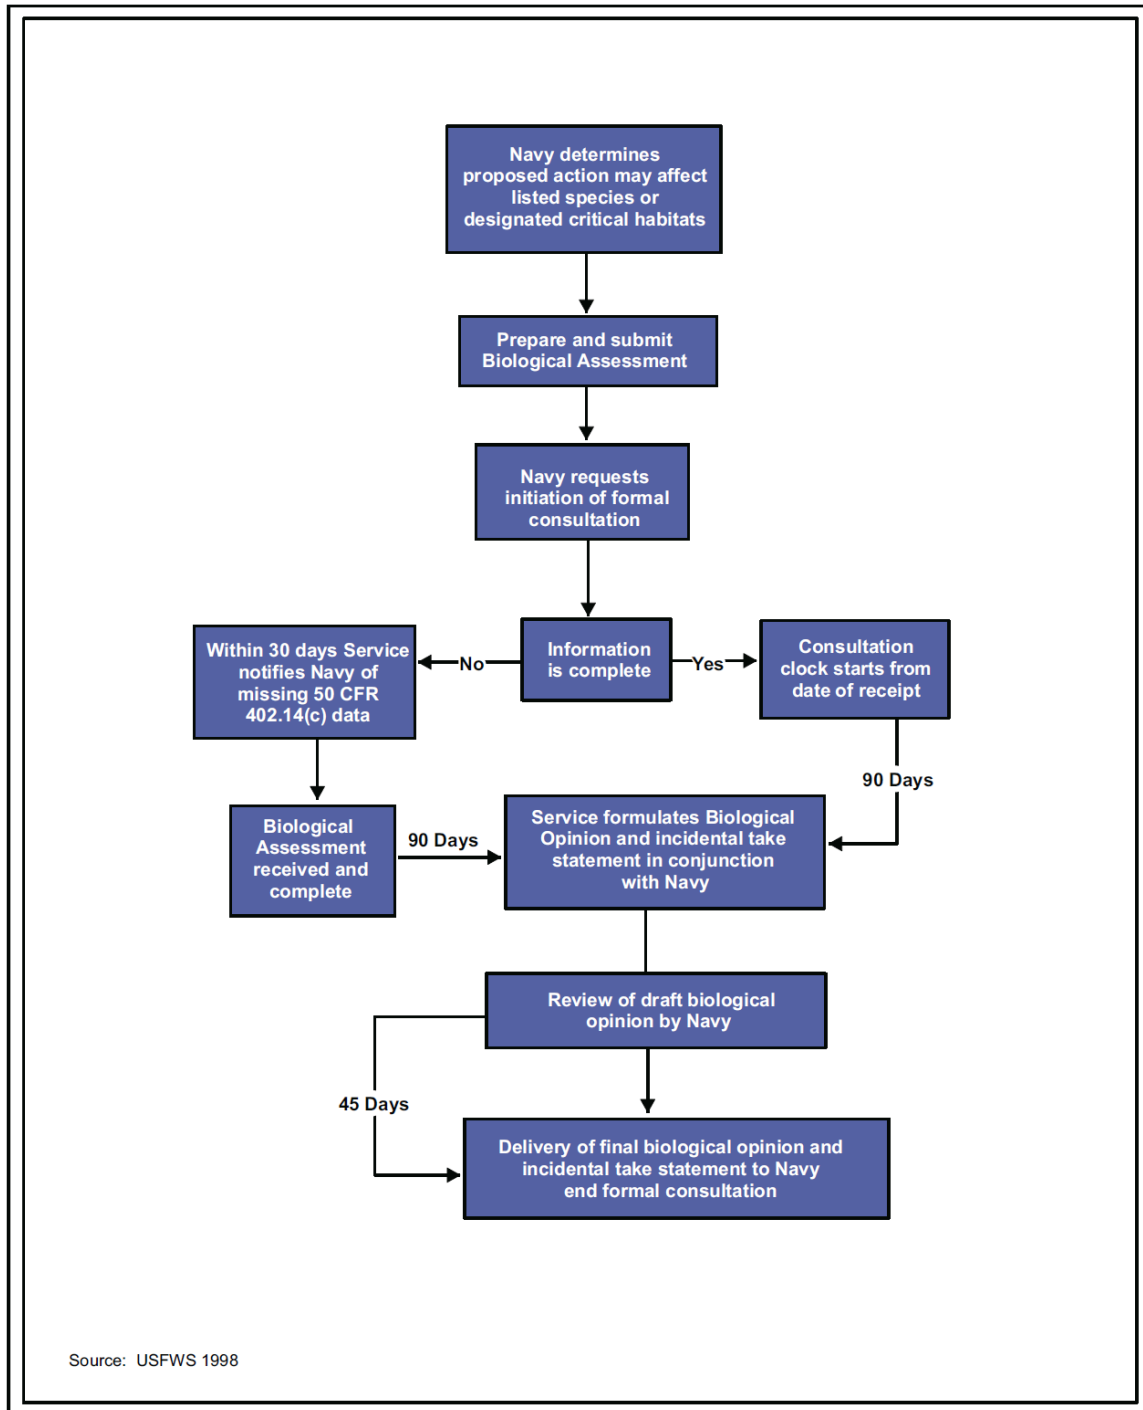 Navy determines
proposed action may affect
listed species or
designated critical habitats
Prepare and submit
Biological Assessment
Navy requests
initiation of formal
consultation
Within 30 days Service
notifies Navy of
missing 50 CFR
402.14(c) data
No
Information
is complete
Yes
Consultation
clock starts from
date of receipt
90 Days
Biological
Assessment
received and
complete
90 Days
Service formulates Biological
Opinion and incidental take
statement in conjunction
with Navy
Review of draft biological
opinion by Navy
45 Days
Delivery of final biological opinion and
incidental take statement to Navy
end formal consultation
Source:  USFWS 1998